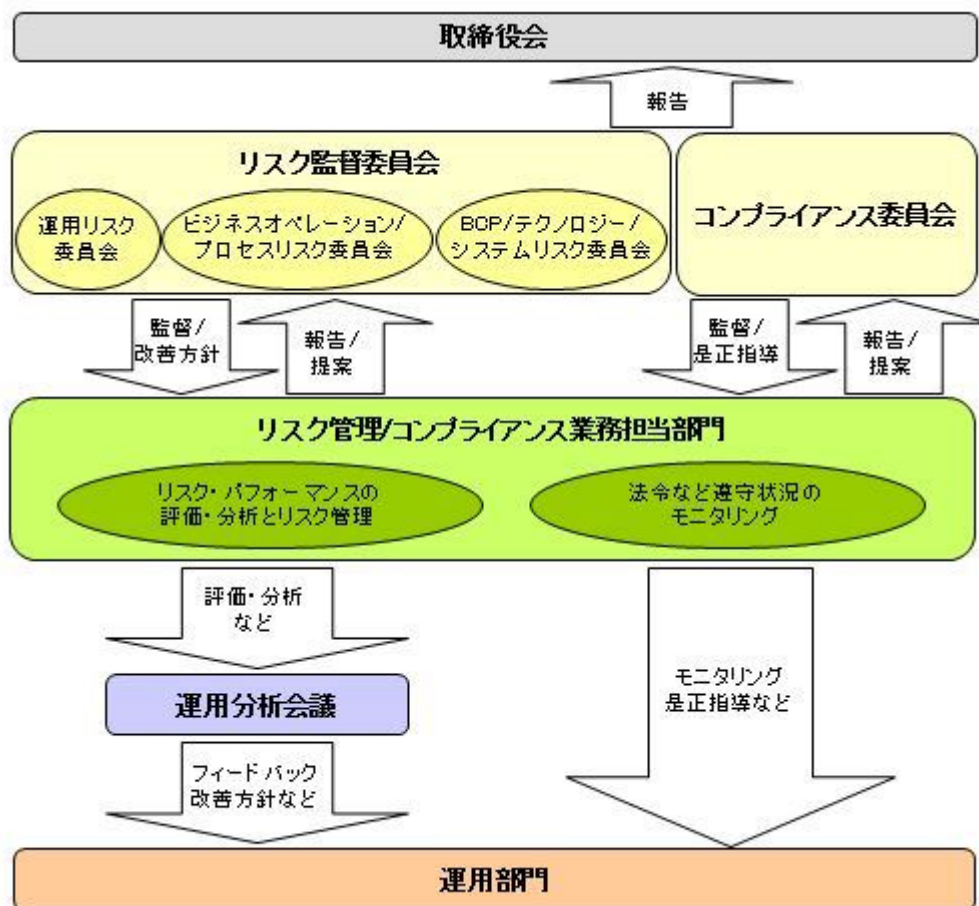 取締役会
報告
リスク監督委員会
運用リスク
委員会
ビジネスオペレーション/
プロセスリスク委員会
BCP/テクノロジー/
システムリスク委員会
コンプライアンス委員会
監督/
改善方針
報告/
提案
監督/
是正指導
報告/
提案
リスク管理/コンプライアンス業務担当部門
リスク・パフォーマンスの
評価・分析とリスク管理
法令など遵守状況の
モニタリング
評価・分析
など
運用分析会議
モニタリング
是正指導など
フィードバック
改善方針など
運用部門